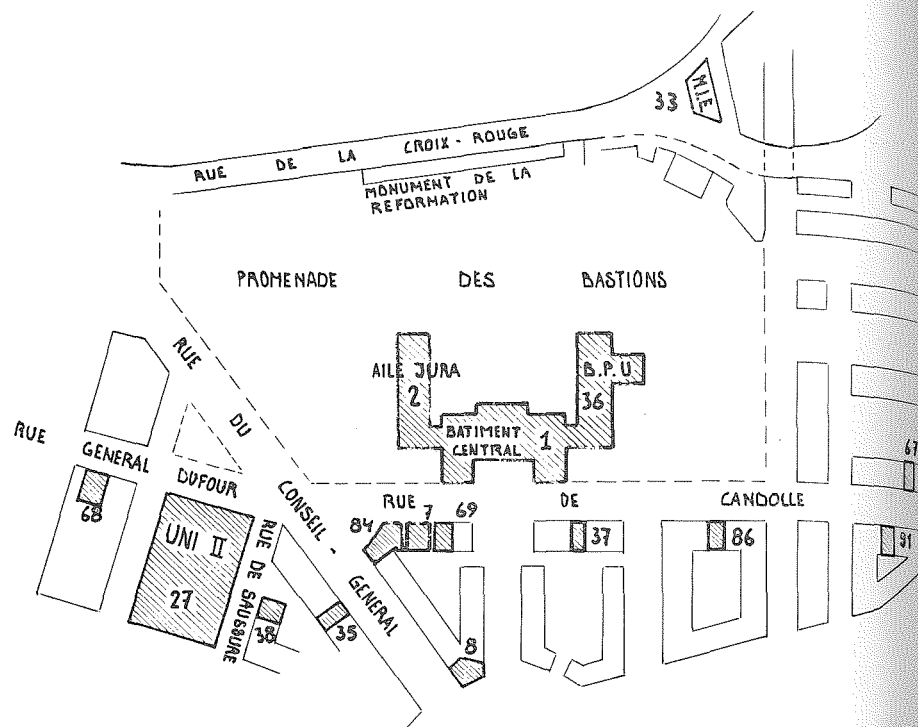 33
M.I.E
RUE DE LA CROIX - ROUGE
MONUMENT DE LA
REFORMATION
PROMENADE DES BASTIONS
RUE DU CONSEIL - GENERAL
AILE JURA
2
B.P.U
36
BATIMENT
CENTRAL
1
RUE GENERAL DUFOUR
RUE DE CANDOLLE
68
UNI II
27
RUE DE SAUSSURE
38
35
84
7
69
37
86
67
91
8